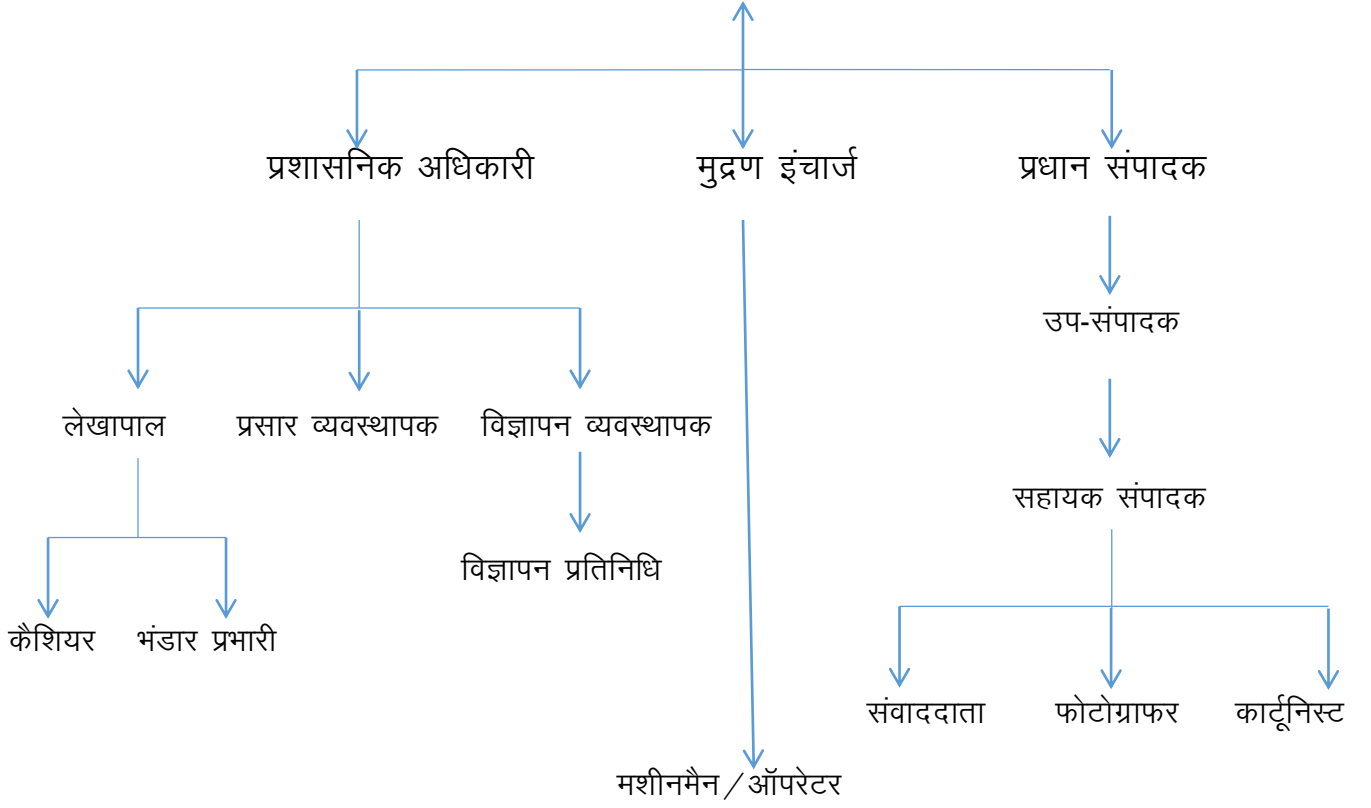 प्रशासनिक अधिकारी
मुद्रण इंचार्ज
प्रधान संपादक
उप-संपादक
लेखापाल
प्रसार व्यवस्थापक
विज्ञापन व्यवस्थापक
सहायक संपादक
विज्ञापन प्रतिनिधि
कैशियर
भंडार प्रभारी
संवाददाता
फोटोग्राफर
कार्टूनिस्ट
मशीनमैन/ऑपरेटर